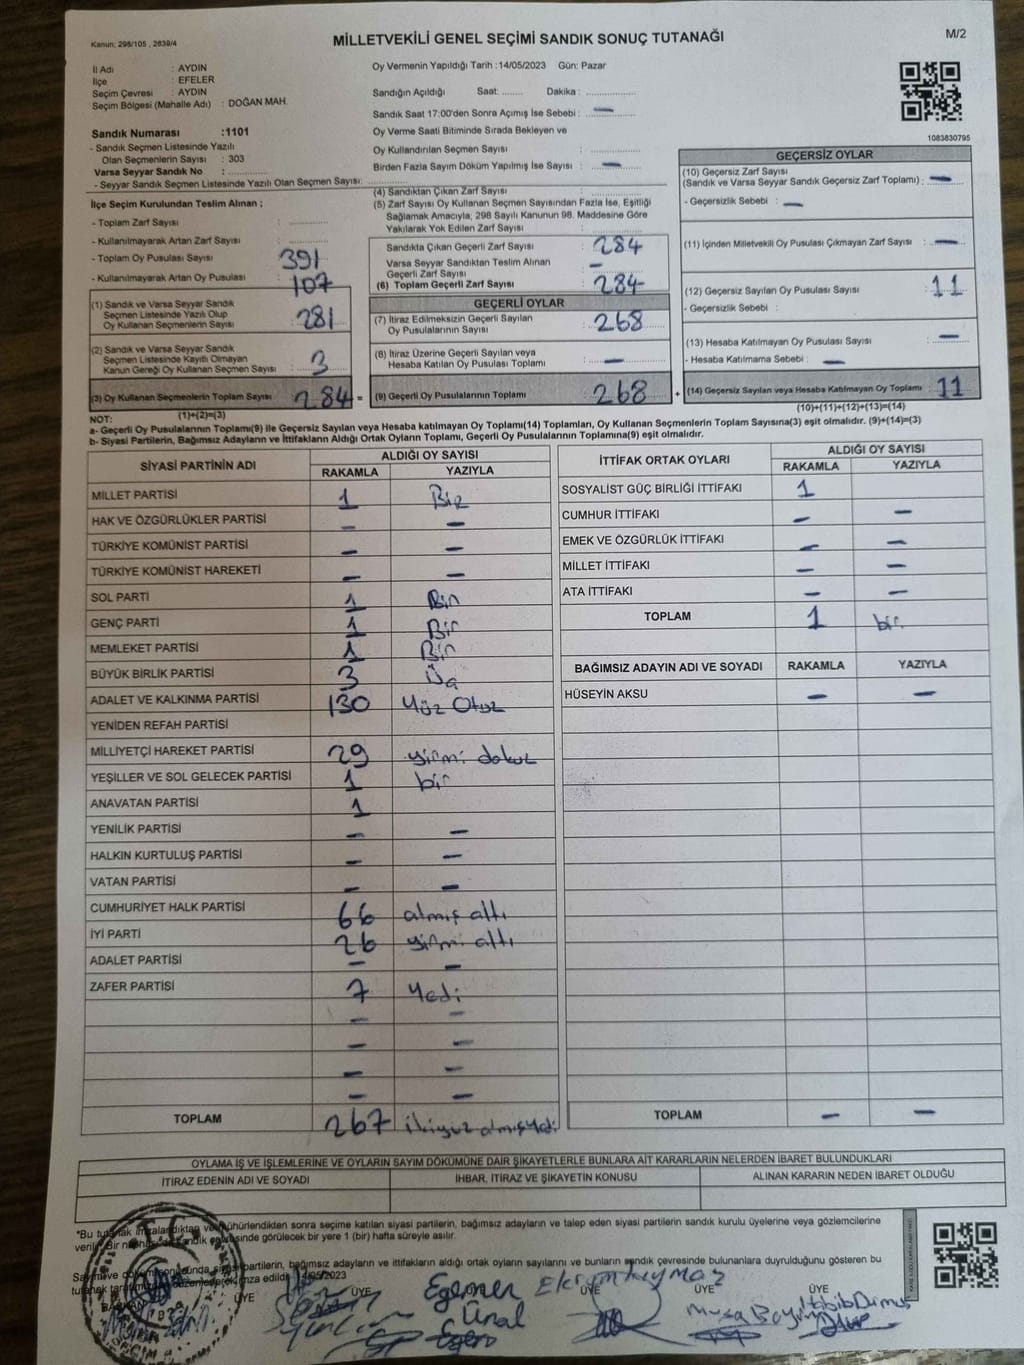 Kanun: 298/105 , 2839/4
MİLLETVEKİLİ GENEL SEÇİMİ SANDIK SONUÇ TUTANAĞI
M/2
İl Adı : AYDIN
İlçe : EFELER
Seçim Çevresi : AYDIN
Seçim Bölgesi (Mahalle Adı) : DOĞAN MAH.
Sandık Numarası :1101
- Sandık Seçmen Listesinde Yazılı
Olan Seçmenlerin Sayısı : 303
Varsa Seyyar Sandık No : ............
- Seyyar Sandık Seçmen Listesinde Yazılı Olan Seçmen Sayısı: ............
İlçe Seçim Kurulundan Teslim Alınan ;
- Toplam Zarf Sayısı : ............
- Kullanılmayarak Artan Zarf Sayısı : ............
- Toplam Oy Pusulası Sayısı : 391
- Kullanılmayarak Artan Oy Pusulası : 107
(1) Sandık ve Varsa Seyyar Sandık
Seçmen Listesinde Yazılı Olup
Oy Kullanan Seçmenlerin Sayısı : 281
(2) Sandık ve Varsa Seyyar Sandık
Seçmen Listesinde Kayıtlı Olmayan
Kanun Gereği Oy Kullanan Seçmen Sayısı : 3
(3) Oy Kullanan Seçmenlerin Toplam Sayısı : 284 =
(1)+(2)=(3)
Oy Vermenin Yapıldığı Tarih :14/05/2023 Gün: Pazar
Sandığın Açıldığı Saat: ........ Dakika : ............
Sandık Saat 17:00'den Sonra Açımış İse Sebebi : —
Oy Verme Saati Bitiminde Sırada Bekleyen ve
Oy Kullandırılan Seçmen Sayısı : ............
Birden Fazla Sayım Döküm Yapılmış İse Sayısı : —
(4) Sandıktan Çıkan Zarf Sayısı : ............
(5) Zarf Sayısı Oy Kullanan Seçmen Sayısından Fazla İse, Eşitliği
Sağlamak Amacıyla, 298 Sayılı Kanunun 98. Maddesine Göre
Yakılarak Yok Edilen Zarf Sayısı : ............
Sandıkta Çıkan Geçerli Zarf Sayısı : 284
Varsa Seyyar Sandıktan Teslim Alınan
Geçerli Zarf Sayısı : —
(6) Toplam Geçerli Zarf Sayısı : 284
GEÇERLİ OYLAR
(7) İtiraz Edilmeksizin Geçerli Sayılan
Oy Pusulalarının Sayısı : 268
(8) İtiraz Üzerine Geçerli Sayılan veya
Hesaba Katılan Oy Pusulası Toplamı : —
(9) Geçerli Oy Pusulalarının Toplamı : 268 +
1083830795
GEÇERSİZ OYLAR
(10) Geçersiz Zarf Sayısı
(Sandık ve Varsa Seyyar Sandık Geçersiz Zarf Toplamı) : —
- Geçersizlik Sebebi : —
(11) İçinden Milletvekili Oy Pusulası Çıkmayan Zarf Sayısı : —
(12) Geçersiz Sayılan Oy Pusulası Sayısı : 11
- Geçersizlik Sebebi :
(13) Hesaba Katılmayan Oy Pusulası Sayısı : —
- Hesaba Katılmama Sebebi : —
(14) Geçersiz Sayılan veya Hesaba Katılmayan Oy Toplamı : 11
(10)+(11)+(12)+(13)=(14)
NOT:
a- Geçerli Oy Pusulalarının Toplamı(9) ile Geçersiz Sayılan veya Hesaba katılmayan Oy Toplamı(14) Toplamları, Oy Kullanan Seçmenlerin Toplam Sayısına(3) eşit olmalıdır. (9)+(14)=(3)
b- Siyasi Partilerin, Bağımsız Adayların ve İttifakların Aldığı Ortak Oyların Toplamı, Geçerli Oy Pusulalarının Toplamına(9) eşit olmalıdır.
SİYASİ PARTİNİN ADI ALDIĞI OY SAYISI
RAKAMLA YAZIYLA
MİLLET PARTİSİ 1 Bir
HAK VE ÖZGÜRLÜKLER PARTİSİ — —
TÜRKİYE KOMÜNİST PARTİSİ — —
TÜRKİYE KOMÜNİST HAREKETİ — —
SOL PARTİ 1 Bir
GENÇ PARTİ 1 Bir
MEMLEKET PARTİSİ 1 Bir
BÜYÜK BİRLİK PARTİSİ 3 Üç
ADALET VE KALKINMA PARTİSİ 130 Yüz Otuz
YENİDEN REFAH PARTİSİ
MİLLİYETÇİ HAREKET PARTİSİ 29 yirmi dokuz
YEŞİLLER VE SOL GELECEK PARTİSİ 1 bir
ANAVATAN PARTİSİ 1
YENİLİK PARTİSİ — —
HALKIN KURTULUŞ PARTİSİ — —
VATAN PARTİSİ — —
CUMHURİYET HALK PARTİSİ 66 atmış altı
İYİ PARTİ 26 yirmi altı
ADALET PARTİSİ — —
ZAFER PARTİSİ 7 Yedi
— —
— —
— —
— —
TOPLAM 267 ikiyüz atmışyedi
İTTİFAK ORTAK OYLARI ALDIĞI OY SAYISI
RAKAMLA YAZIYLA
SOSYALİST GÜÇ BİRLİĞİ İTTİFAKI 1
CUMHUR İTTİFAKI — —
EMEK VE ÖZGÜRLÜK İTTİFAKI — —
MİLLET İTTİFAKI — —
ATA İTTİFAKI — —
TOPLAM 1 bir
BAĞIMSIZ ADAYIN ADI VE SOYADI RAKAMLA YAZIYLA
HÜSEYİN AKSU — —
TOPLAM — —
OYLAMA İŞ VE İŞLEMLERİNE VE OYLARIN SAYIM DÖKÜMÜNE DAİR ŞİKAYETLERLE BUNLARA AİT KARARLARIN NELERDEN İBARET BULUNDUKLARI
İTİRAZ EDENİN ADI VE SOYADI İHBAR, İTİRAZ VE ŞİKAYETİN KONUSU ALINAN KARARIN NEDEN İBARET OLDUĞU
*Bu tutanak imzalandıktan ve mühürlendikten sonra seçime katılan siyasi partilerin, bağımsız adayların ve talep eden siyasi partilerin sandık kurulu üyelerine veya gözlemcilerine
verilir. Bir sandık çevresinde görülecek bir yere 1 (bir) hafta süreyle asılır.
Sayım ve siyasi partilerin, bağımsız adayların ve ittifakların aldığı ortak oyların sayılarını ve bunların sandık çevresinde bulunanlara duyrulduğunu gösteren bu
tutanak imza edildi. 14/05/2023
ÜYE ÜYE ÜYE ÜYE ÜYE ÜYE
Egemen
Ünal
Musa
Habib